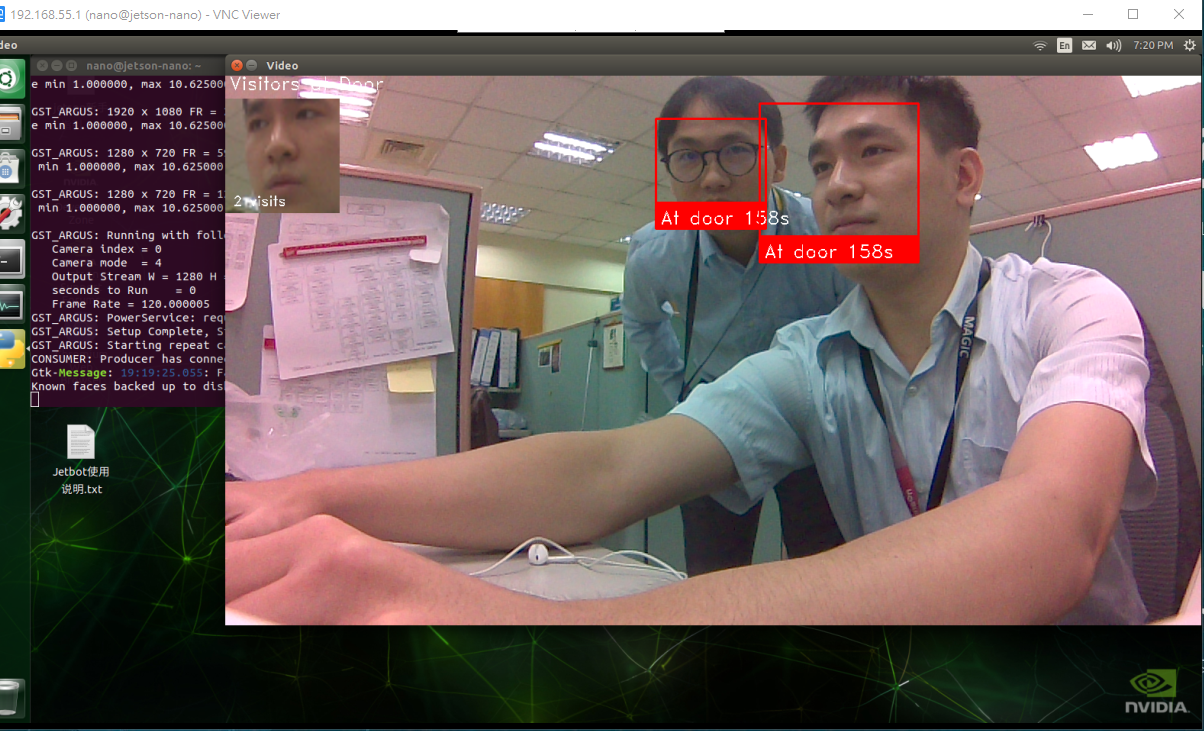 192.168.55.1 (nano@jetson-nano) - VNC Viewer
deo
En
7:20 PM
nano@jetson-nano: ~
Video
e min 1.000000, max 10.625000
GST_ARGUS: 1920 x 1080 FR =
e min 1.000000, max 10.62500
GST_ARGUS: 1280 x 720 FR = 59
min 1.000000, max 10.625000
GST_ARGUS: 1280 x 720 FR = 1
min 1.000000, max 10.625000
GST_ARGUS: Running with foll
Camera index = 0
Camera mode = 4
Output Stream W = 1280 H =
seconds to Run = 0
Frame Rate = 120.000005
GST_ARGUS: PowerService: requ
GST_ARGUS: Setup Complete, S
GST_ARGUS: Starting repeat ca
CONSUMER: Producer has conne
Gtk-Message: 19:19:25.055: F
Known faces backed up to dis
Visitors at Door
2 visits
At door 158s
At door 158s
MAGIC
Jetbot使用
说明.txt
NVIDIA